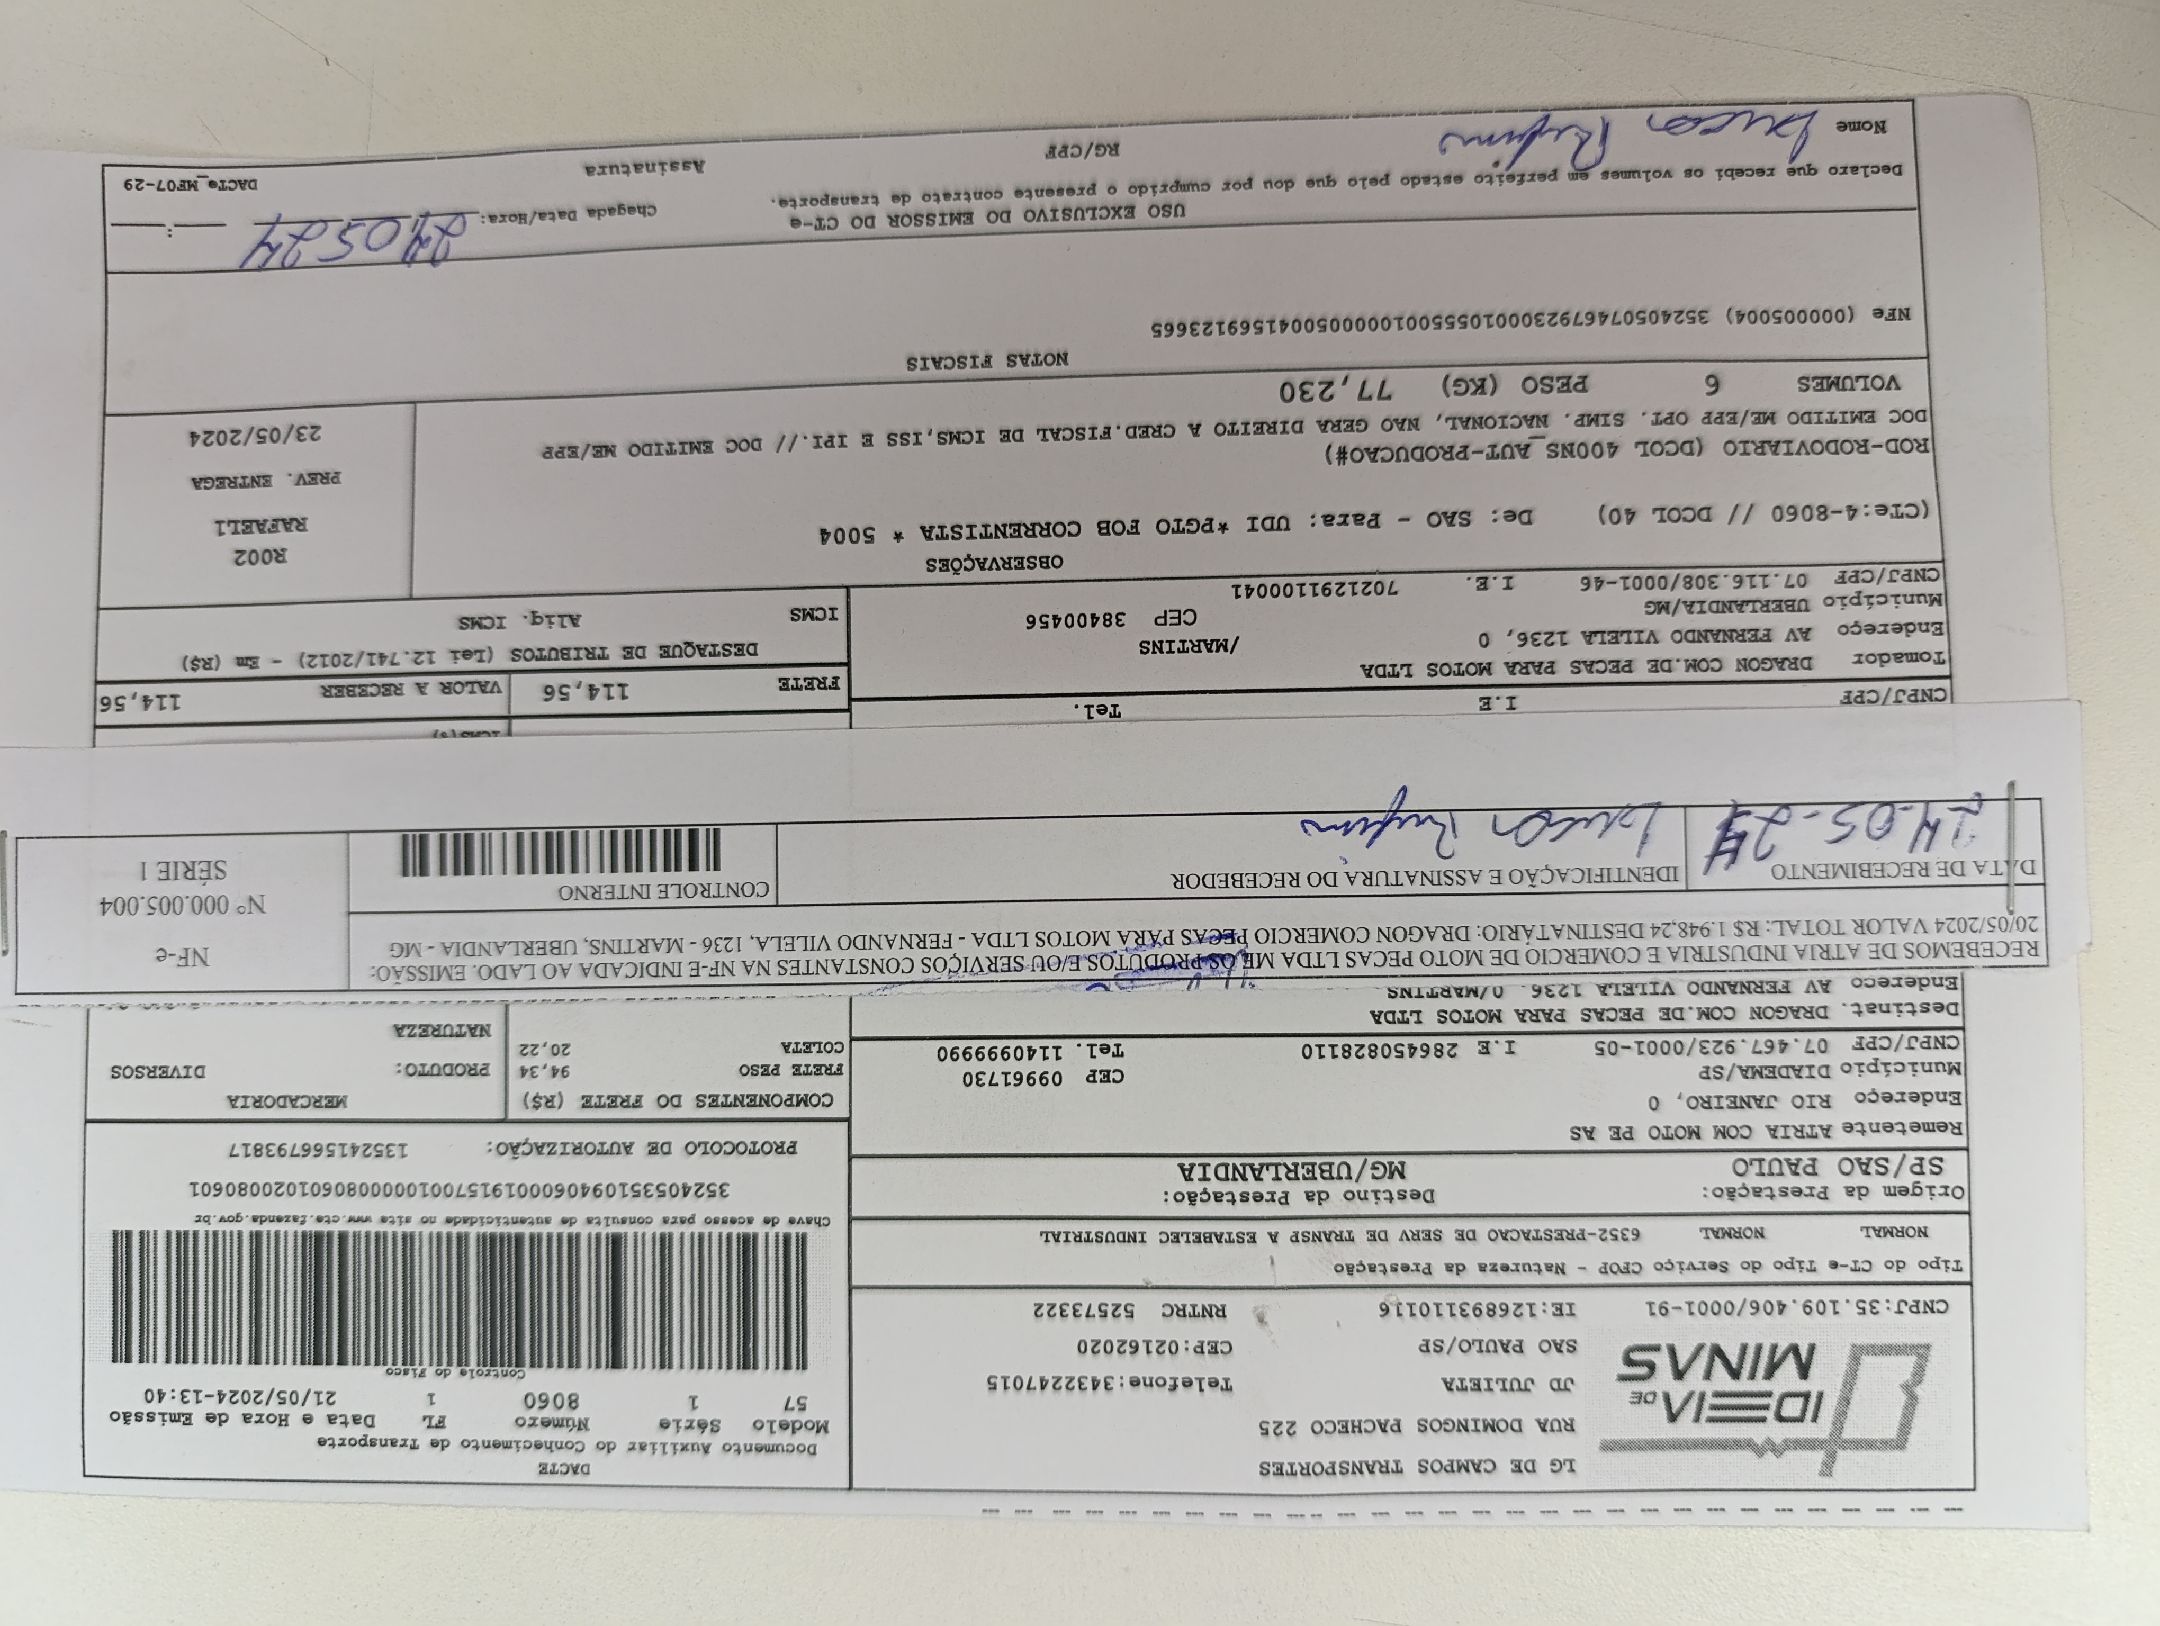 LG DE CAMPOS TRANSPORTES
RUA DOMINGOS PACHECO 225
JD JULIETA Telefone:3432247015
SAO PAULO/SP CEP:02162020
IDEIA DE MINAS
CNPJ:35.109.406/0001-91 IE:126893110116 RNTRC 52573322
DACTE
Documento Auxiliar do Conhecimento de Transporte
Modelo Série Número FL Data e Hora de Emissão
57 1 8060 1 21/05/2024-13:40
Controle do Fisco
Chave de acesso para consulta de autenticidade no site www.cte.fazenda.gov.br
35240535109406000191570010000080601020080601
PROTOCOLO DE AUTORIZAÇÃO: 135241566793817
Tipo do CT-e Tipo do Serviço CFOP - Natureza da Prestação
NORMAL NORMAL 6352-PRESTACAO DE SERV DE TRANSP A ESTABELEC INDUSTRIAL
Origem da Prestação: Destino da Prestação:
SP/SAO PAULO MG/UBERLANDIA
Remetente ATRIA COM MOTO PE AS
Endereço RIO JANEIRO, 0
Município DIADEMA/SP CEP 09961730
CNPJ/CPF 07.467.923/0001-05 I.E 286450828110 Tel. 1140999990
Destinat. DRAGON COM.DE PECAS PARA MOTOS LTDA
Endereço AV FERNANDO VILELA 1236. 0/MARTINS
COMPONENTES DO FRETE (R$) MERCADORIA
FRETE PESO 94,34 PRODUTO: DIVERSOS
COLETA 20,22 NATUREZA
RECEBEMOS DE ATRIA INDUSTRIA E COMERCIO DE MOTO PECAS LTDA ME OS PRODUTOS E/OU SERVIÇOS CONSTANTES NA NF-E INDICADA AO LADO. EMISSÃO:
20/05/2024 VALOR TOTAL: R$ 1.948,24 DESTINATÁRIO: DRAGON COMERCIO PECAS PARA MOTOS LTDA - FERNANDO VILELA, 1236 - MARTINS, UBERLANDIA - MG
DATA DE RECEBIMENTO IDENTIFICAÇÃO E ASSINATURA DO RECEBEDOR CONTROLE INTERNO
24.05-24 Lucas
NF-e
Nº 000.005.004
SÉRIE 1
CNPJ/CPF I.E Tel.
ICMS(%)
FRETE 114,56 VALOR A RECEBER 114,56
Tomador DRAGON COM.DE PECAS PARA MOTOS LTDA
Endereço AV FERNANDO VILELA 1236, 0 /MARTINS
Município UBERLANDIA/MG CEP 38400456
CNPJ/CPF 07.116.308/0001-46 I.E. 7021291100041
DESTAQUE DE TRIBUTOS (Lei 12.741/2012) - Em (R$)
ICMS Aliq. ICMS
OBSERVAÇÕES
(CTe:4-8060 // DCOL 40) De: SAO - Para: UDI *PGTO FOB CORRENTISTA * 5004
ROD-RODOVIARIO (DCOL 400NS_AUT-PRODUCAO#)
DOC EMITIDO ME/EPP OPT. SIMP. NACIONAL, NAO GERA DIREITO A CRED.FISCAL DE ICMS,ISS E IPI.// DOC EMITIDO ME/EPP
R002
RAFAEL1
PREV. ENTREGA
23/05/2024
VOLUMES 6 PESO (KG) 77,230
NOTAS FISCAIS
NFe (000005004) 35240507467923000105550010000050041569123665
USO EXCLUSIVO DO EMISSOR DO CT-e
Declaro que recebi os volumes em perfeito estado pelo que dou por cumprido o presente contrato de transporte.
Chegada Data/Hora: 24 05 24 :
Nome Lucas RG/CPF Assinatura
DACTe_MF07-29